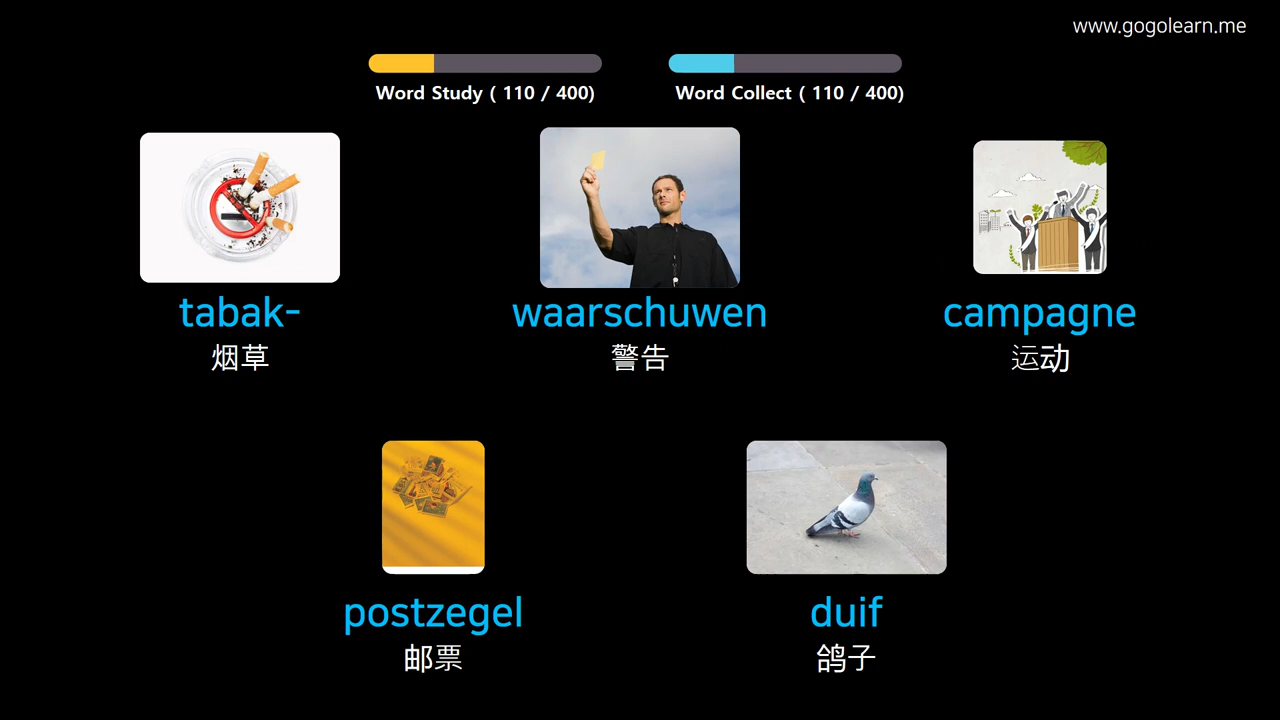 www.gogolearn.me
Word Study ( 110 / 400)
Word Collect ( 110 / 400)
tabak-
烟草
waarschuwen
警告
campagne
运动
postzegel
邮票
duif
鸽子